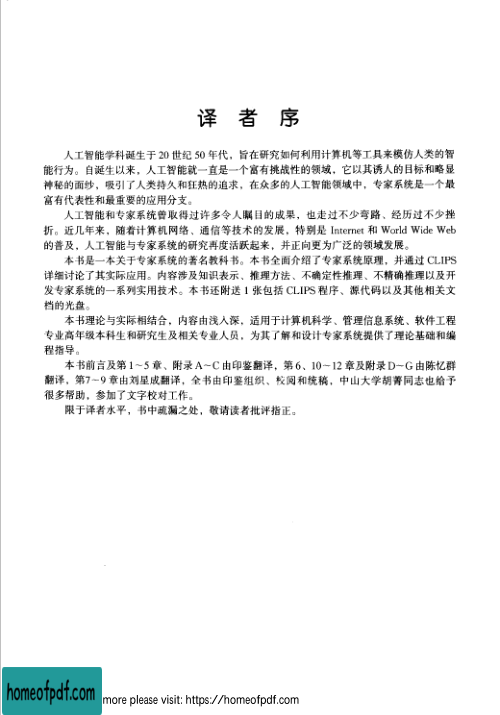 译 者 序
人工智能学科诞生于 20 世纪 50 年代，旨在研究如何利用计算机等工具来模仿人类的智
能行为。自诞生以来，人工智能就一直是一个富有挑战性的领域，它以其诱人的目标和略显
神秘的面纱，吸引了人类持久和狂热的追求，在众多的人工智能领域中，专家系统是一个最
富有代表性和最重要的应用分支。
人工智能和专家系统曾取得过许多令人瞩目的成果，也走过不少弯路、经历过不少挫
折。近几年来，随着计算机网络、通信等技术的发展，特别是 Internet 和 World Wide Web
的普及，人工智能与专家系统的研究再度活跃起来，并正向更为广泛的领域发展。
本书是一本关于专家系统的著名教科书。本书全面介绍了专家系统原理，并通过 CLIPS
详细讨论了其实际应用。内容涉及知识表示、推理方法、不确定性推理、不精确推理以及开
发专家系统的一系列实用技术。本书还附送 1 张包括 CLIPS 程序、源代码以及其他相关文
档的光盘。
本书理论与实际相结合，内容由浅入深，适用于计算机科学、管理信息系统、软件工程
专业高年级本科生和研究生及相关专业人员，为其了解和设计专家系统提供了理论基础和编
程指导。
本书前言及第 1～5 章、附录 A～C 由印鉴翻译，第 6、10～12 章及附录 D～G 由陈忆群
翻译，第7～9 章由刘星成翻译，全书由印鉴组织、校阅和统稿，中山大学胡菁同志也给予
很多帮助，参加了文字校对工作。
限于译者水平，书中疏漏之处，敬请读者批评指正。
homeofpdf.com
more please visit: https://homeofpdf.com